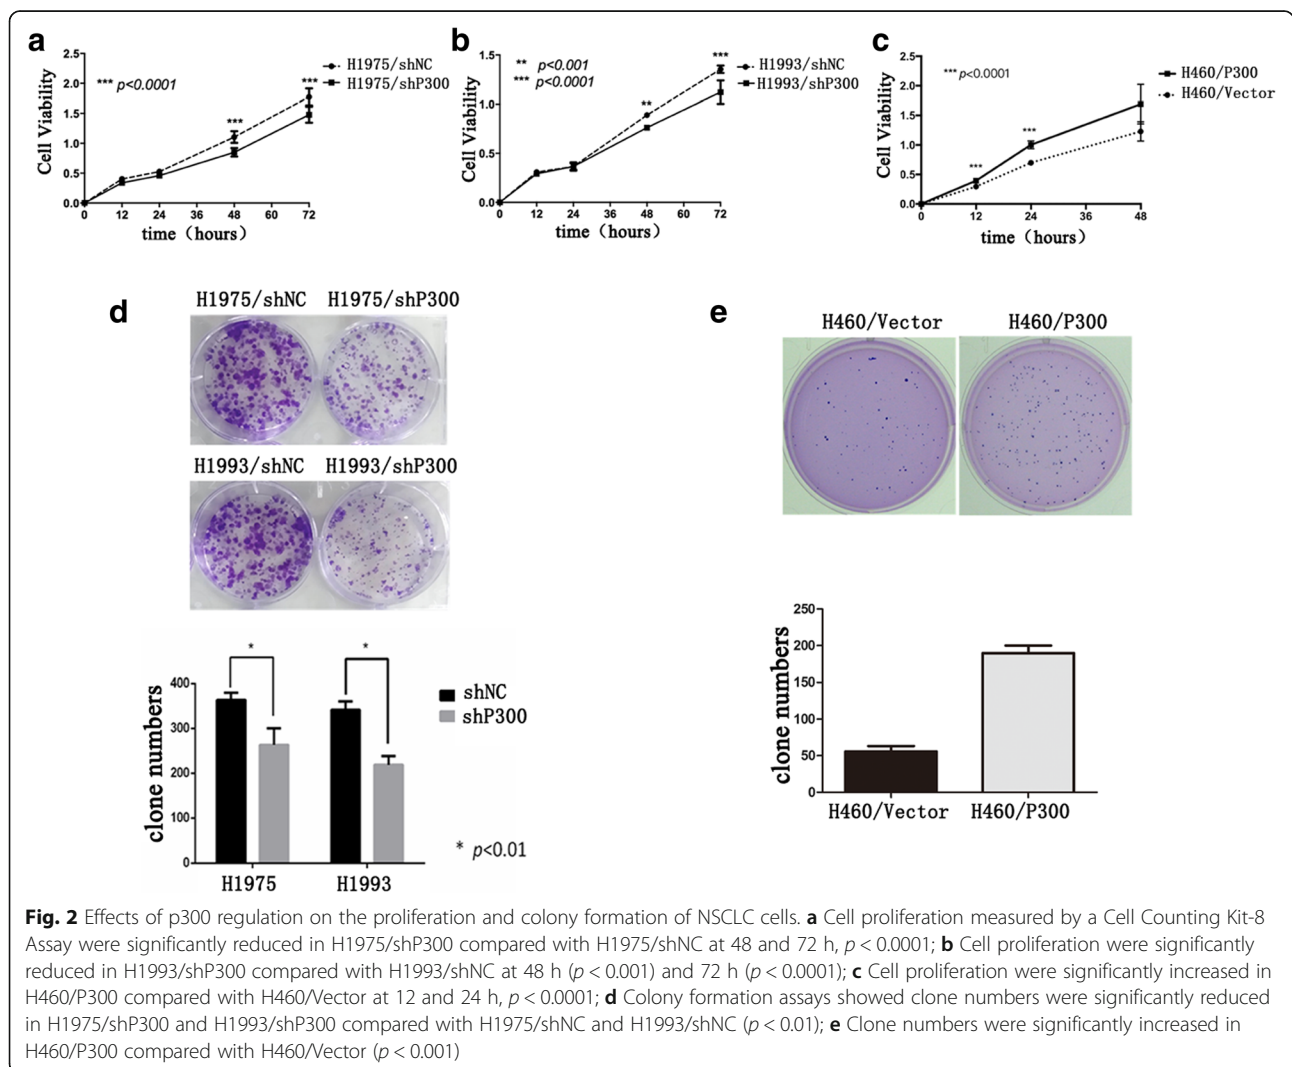 a
2.5
2.0
1.5
1.0
0.5
0.0
Cell Viability
*** p<0.0001
***
***
H1975/shNC
H1975/shP300
0 12 24 36 48 60 72
time（hours）
b
1.5
1.0
0.5
0.0
Cell Viability
** p<0.001
*** p<0.0001
**
***
H1993/shNC
H1993/shP300
0 12 24 36 48 60 72
time（hours）
c
2.5
2.0
1.5
1.0
0.5
0.0
Cell Viability
*** p<0.0001
***
***
H460/P300
H460/Vector
0 12 24 36 48
time（hours）
d
H1975/shNC H1975/shP300
H1993/shNC H1993/shP300
clone numbers
400
300
200
100
0
* *
shNC
shP300
* p<0.01
H1975 H1993
e
H460/Vector H460/P300
clone numbers
250
200
150
100
50
0
H460/Vector H460/P300
Fig. 2 Effects of p300 regulation on the proliferation and colony formation of NSCLC cells. a Cell proliferation measured by a Cell Counting Kit-8
Assay were significantly reduced in H1975/shP300 compared with H1975/shNC at 48 and 72 h, p < 0.0001; b Cell proliferation were significantly
reduced in H1993/shP300 compared with H1993/shNC at 48 h (p < 0.001) and 72 h (p < 0.0001); c Cell proliferation were significantly increased in
H460/P300 compared with H460/Vector at 12 and 24 h, p < 0.0001; d Colony formation assays showed clone numbers were significantly reduced
in H1975/shP300 and H1993/shP300 compared with H1975/shNC and H1993/shNC (p < 0.01); e Clone numbers were significantly increased in
H460/P300 compared with H460/Vector (p < 0.001)